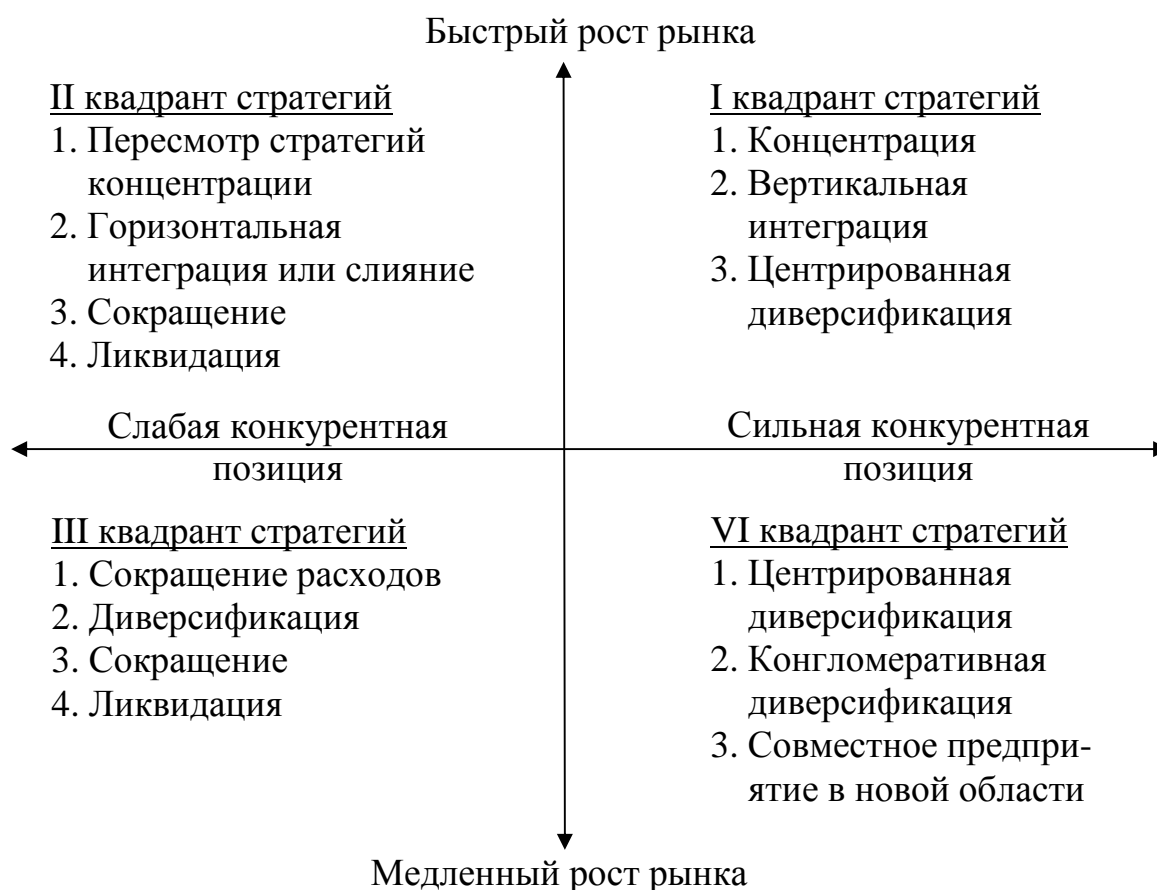 Быстрый рост рынка
II квадрант стратегий
1. Пересмотр стратегий
концентрации
2. Горизонтальная
интеграция или слияние
3. Сокращение
4. Ликвидация
I квадрант стратегий
1. Концентрация
2. Вертикальная
интеграция
3. Центрированная
диверсификация
Слабая конкурентная
позиция
Сильная конкурентная
позиция
III квадрант стратегий
1. Сокращение расходов
2. Диверсификация
3. Сокращение
4. Ликвидация
VI квадрант стратегий
1. Центрированная
диверсификация
2. Конгломеративная
диверсификация
3. Совместное предпри-
ятие в новой области
Медленный рост рынка